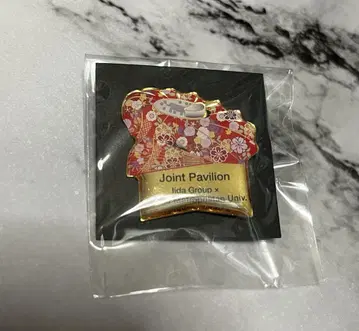 Joint Pavilion
Iida Group ×
Metropolitan Univ.